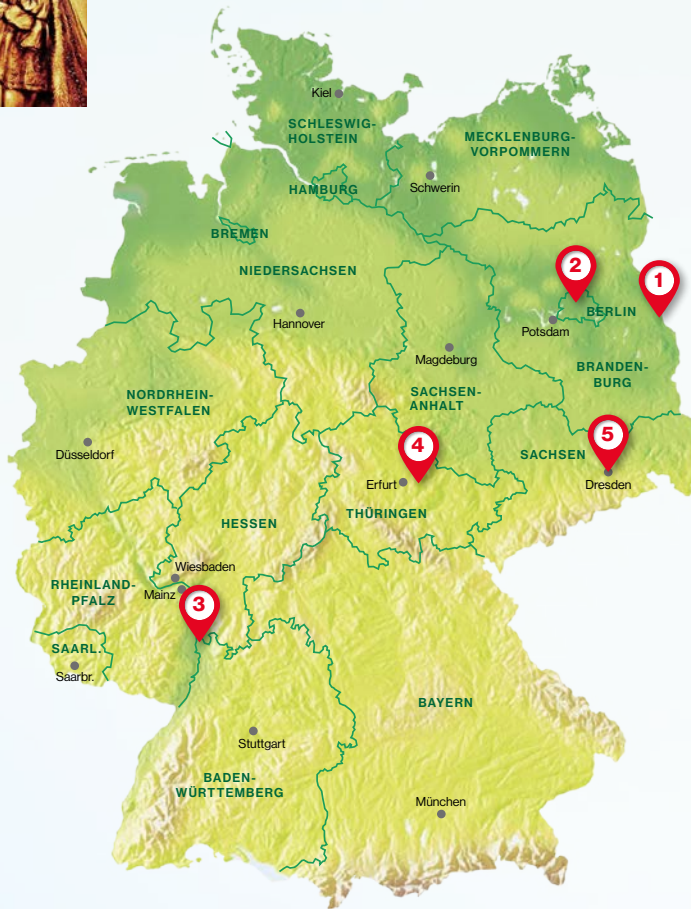 Kiel
SCHLESWIG-
HOLSTEIN
MECKLENBURG-
VORPOMMERN
HAMBURG
Schwerin
BREMEN
NIEDERSACHSEN
2
1
BERLIN
Hannover
Potsdam
Magdeburg
BRANDEN-
BURG
NORDRHEIN-
WESTFALEN
SACHSEN-
ANHALT
Düsseldorf
4
5
SACHSEN
Erfurt
Dresden
THÜRINGEN
HESSEN
Wiesbaden
RHEINLAND-
PFALZ
Mainz
3
SAARL.
Saarbr.
BAYERN
Stuttgart
BADEN-
WÜRTTEMBERG
München